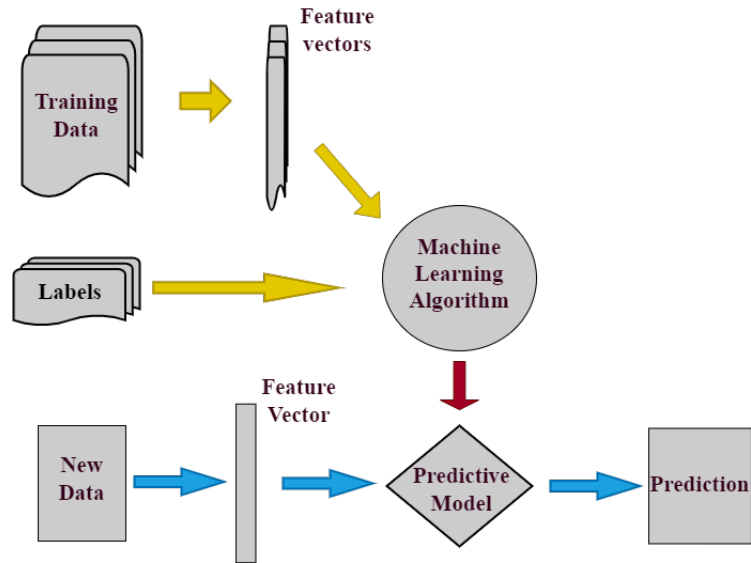 Feature
vectors
Training
Data
Machine
Learning
Algorithm
Labels
Feature
Vector
New
Data
Predictive
Model
Prediction